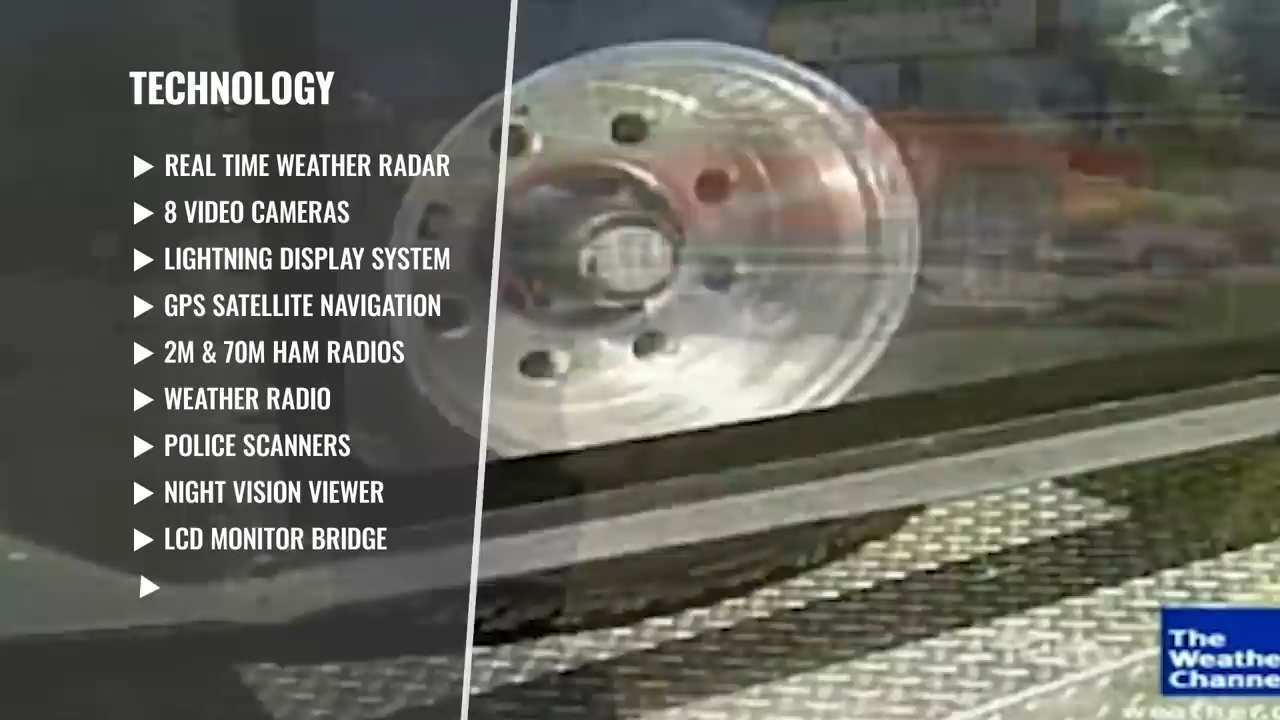 TECHNOLOGY
REAL TIME WEATHER RADAR
8 VIDEO CAMERAS
LIGHTNING DISPLAY SYSTEM
GPS SATELLITE NAVIGATION
2M & 70M HAM RADIOS
WEATHER RADIO
POLICE SCANNERS
NIGHT VISION VIEWER
LCD MONITOR BRIDGE
The
Weathe
Channe
weather.c